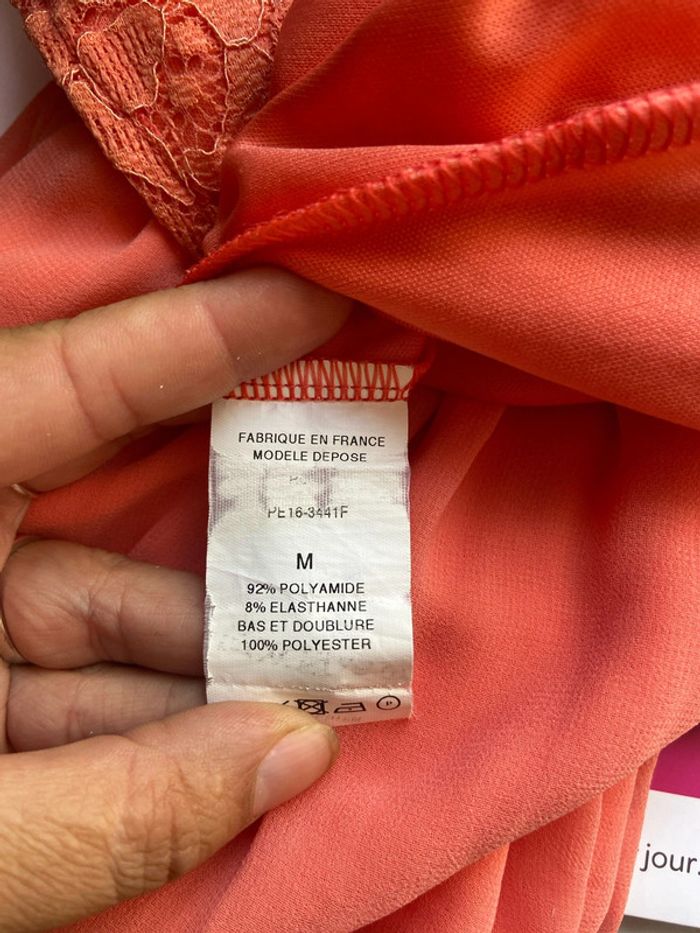 FABRIQUE EN FRANCE
MODELE DEPOSE
PE16-3441F
M
92% POLYAMIDE
8% ELASTHANNE
BAS ET DOUBLURE
100% POLYESTER
jour